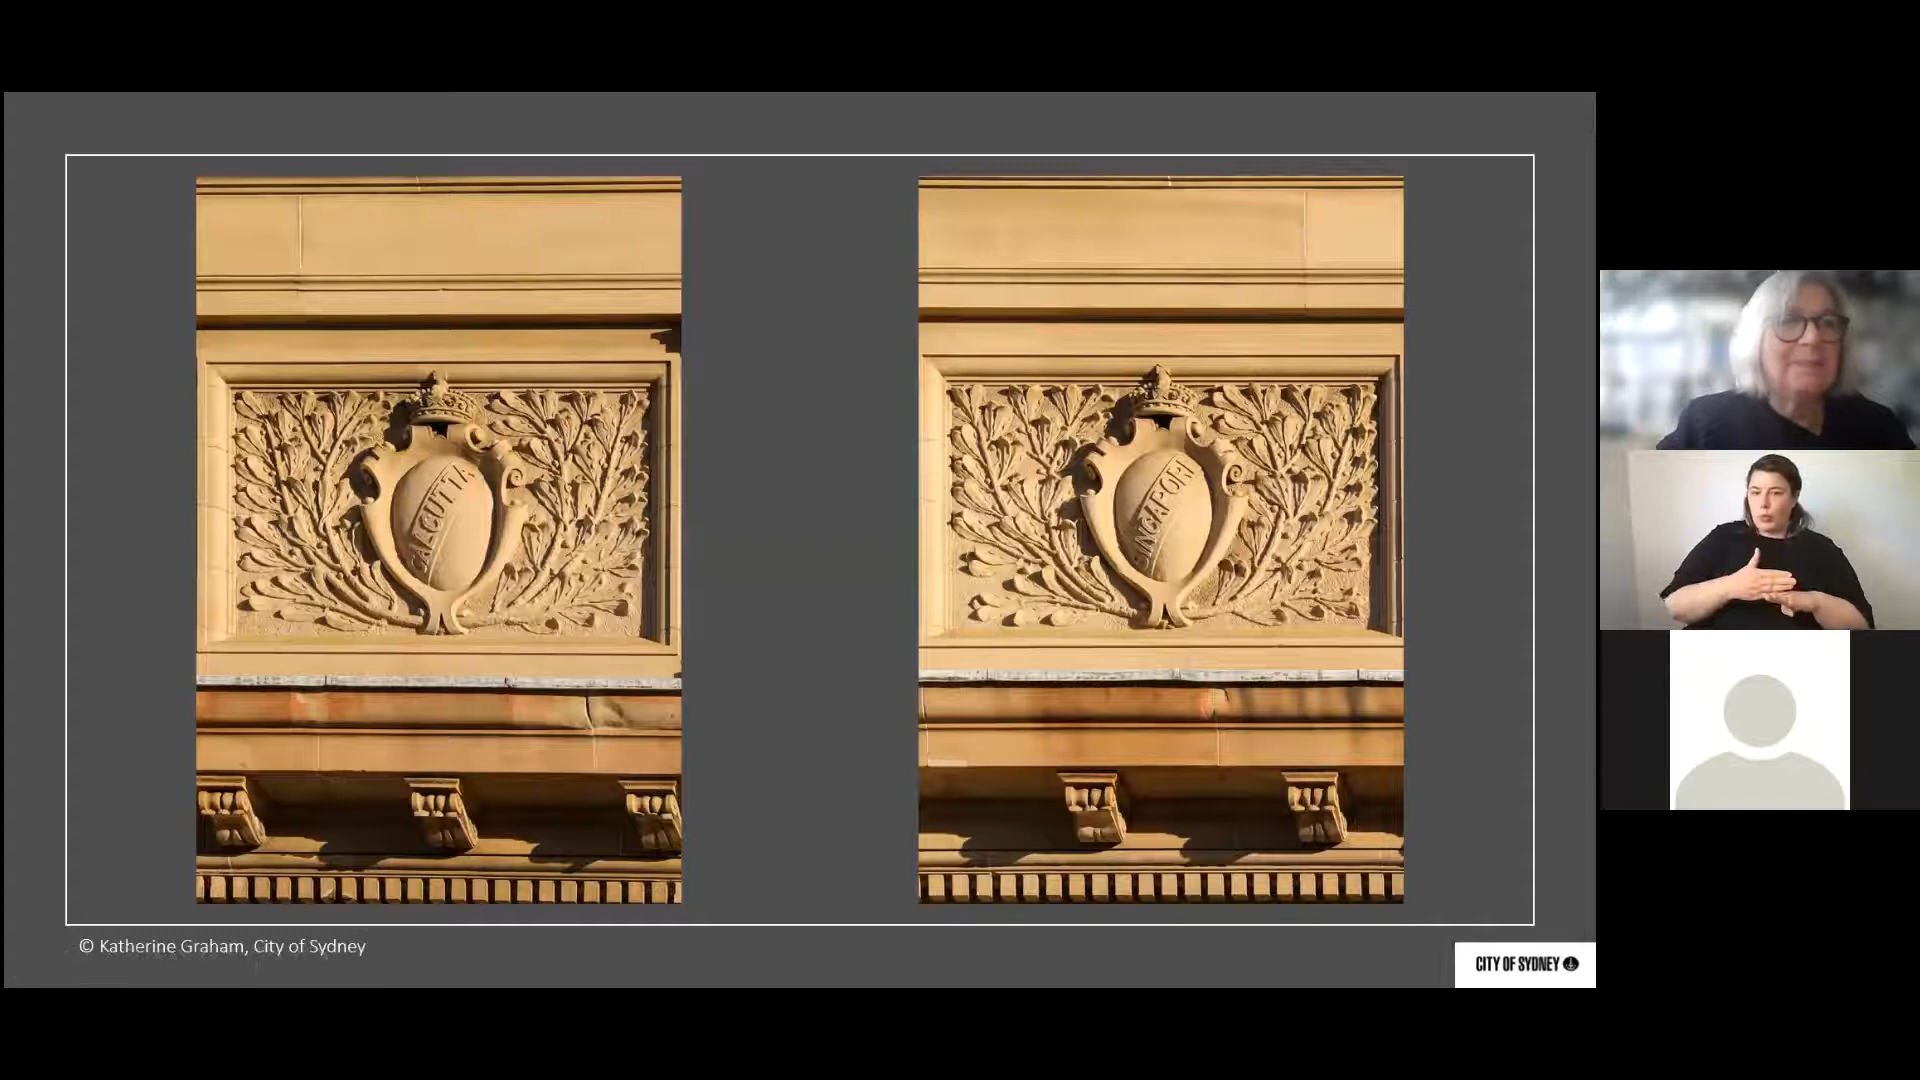 CALCUTTA
SINGAPORE
© Katherine Graham, City of Sydney
CITY OF SYDNEY